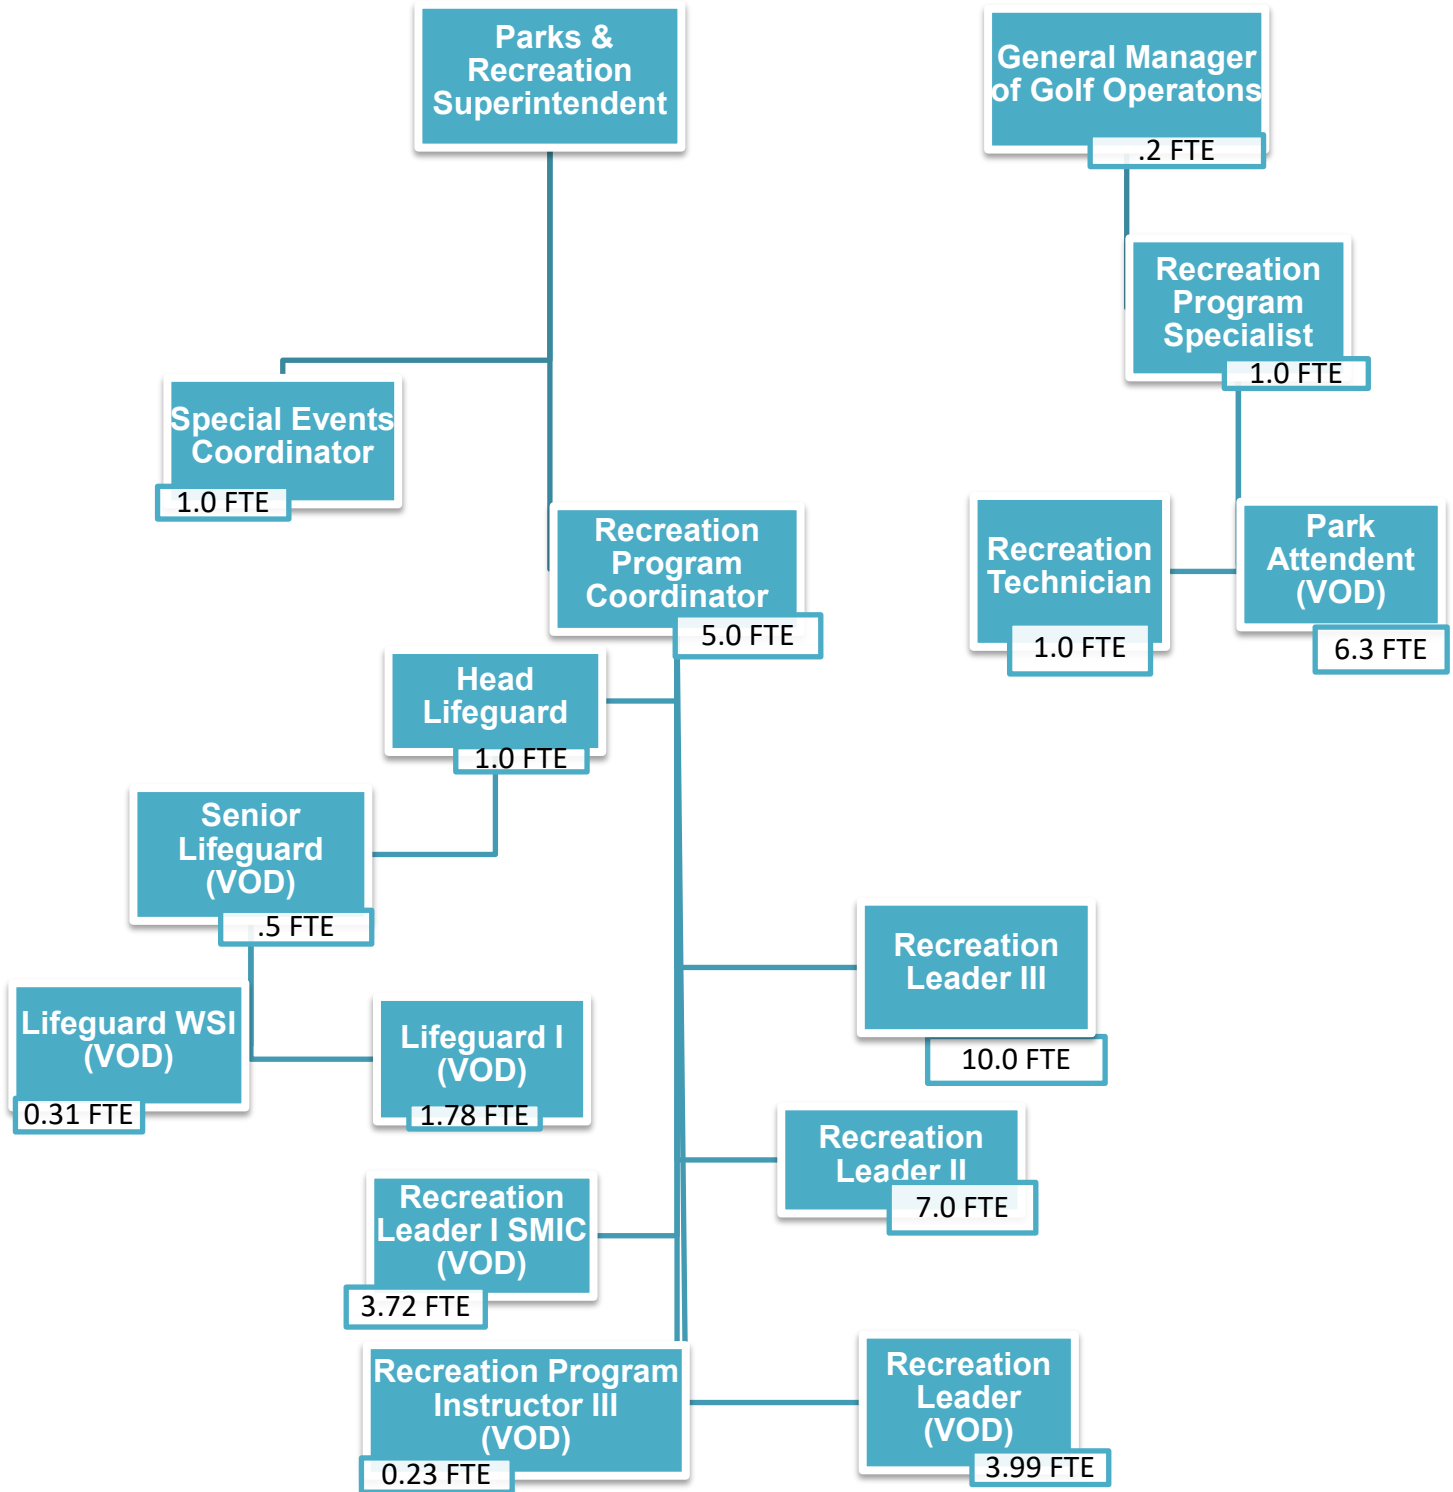 Parks &
Recreation
Superintendent
General Manager
of Golf Operatons
.2 FTE
Recreation
Program
Specialist
1.0 FTE
Special Events
Coordinator
1.0 FTE
Recreation
Program
Coordinator
5.0 FTE
Recreation
Technician
1.0 FTE
Park
Attendent
(VOD)
6.3 FTE
Head
Lifeguard
1.0 FTE
Senior
Lifeguard
(VOD)
.5 FTE
Recreation
Leader III
10.0 FTE
Lifeguard WSI
(VOD)
0.31 FTE
Lifeguard I
(VOD)
1.78 FTE
Recreation
Leader II
7.0 FTE
Recreation
Leader I SMIC
(VOD)
3.72 FTE
Recreation Program
Instructor III
(VOD)
0.23 FTE
Recreation
Leader
(VOD)
3.99 FTE